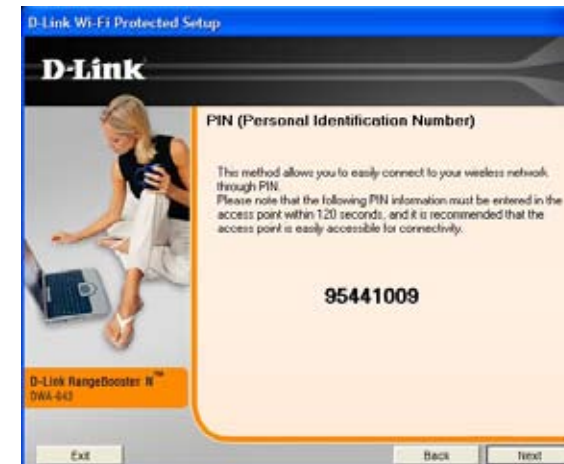 D-Link Wi-Fi Protected Setup
D-Link
PIN (Personal Identification Number)
This method allows you to easily connect to your wireless network
through PIN.
Please note that the following PIN information must be entered in the
access point within 120 seconds, and it is recommended that the
access point is easily accessible for connectivity.
95441009
D-Link RangeBooster N™
DWA-643
Exit
Back
Next